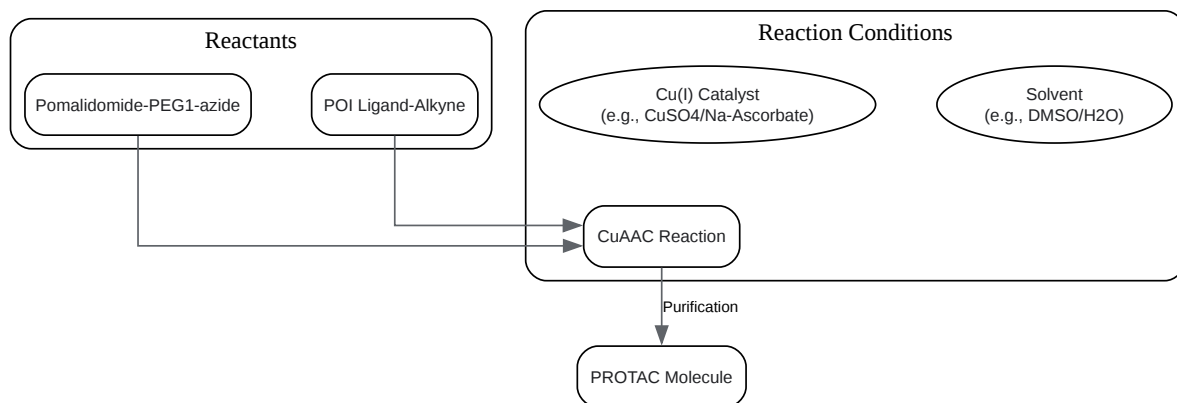 Reactants
Pomalidomide-PEG1-azide
POI Ligand-Alkyne
Reaction Conditions
Cu(I) Catalyst
(e.g., CuSO4/Na-Ascorbate)
Solvent
(e.g., DMSO/H2O)
CuAAC Reaction
Purification
PROTAC Molecule